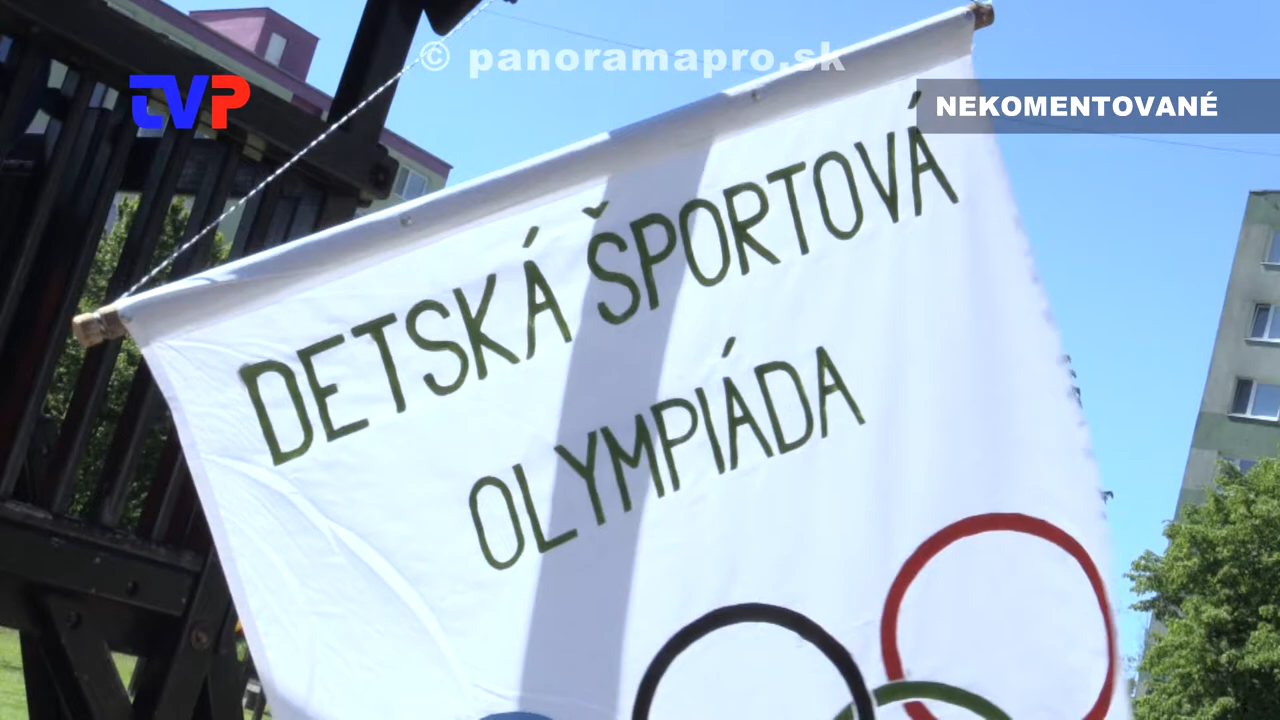 © panoramapro.sk
TVP
NEKOMENTOVANÉ
DETSKÁ ŠPORTOVÁ
OLYMPIÁDA